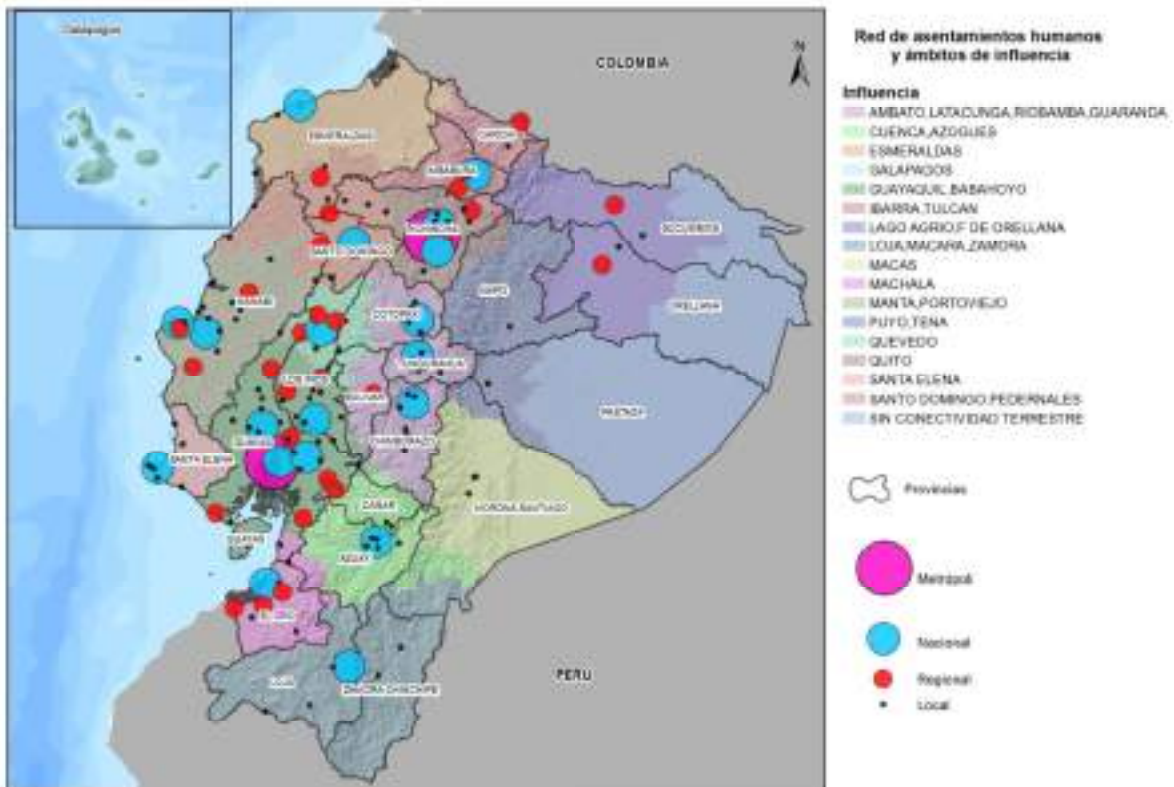 Galápagos
N
COLOMBIA
ESMERALDAS
CARCHI
IMBABURA
SUCUMBIOS
PICHINCHA
MANABI
NAPO
ORELLANA
COTOPAXI
TUNGURAHUA
LOS RIOS
BOLIVAR
PASTAZA
CHIMBORAZO
GUAYAS
SANTA ELENA
CAÑAR
MORONA SANTIAGO
GUAYAS
AZUAY
EL ORO
LOJA
ZAMORA CHINCHIPE
PERU
Red de asentamientos humanos
y ámbitos de influencia
Influencia
AMBATO,LATACUNGA,RIOBAMBA,GUARANDA
CUENCA,AZOGUES
ESMERALDAS
GALAPAGOS
GUAYAQUIL,BABAHOYO
IBARRA,TULCAN
LAGO AGRIO,F DE ORELLANA
LOJA,MACARA,ZAMORA
MACAS
MACHALA
MANTA,PORTOVIEJO
PUYO,TENA
QUEVEDO
QUITO
SANTA ELENA
SANTO DOMINGO,PEDERNALES
SIN CONECTIVIDAD TERRESTRE
Provincias
Metrópoli
Nacional
Regional
Local